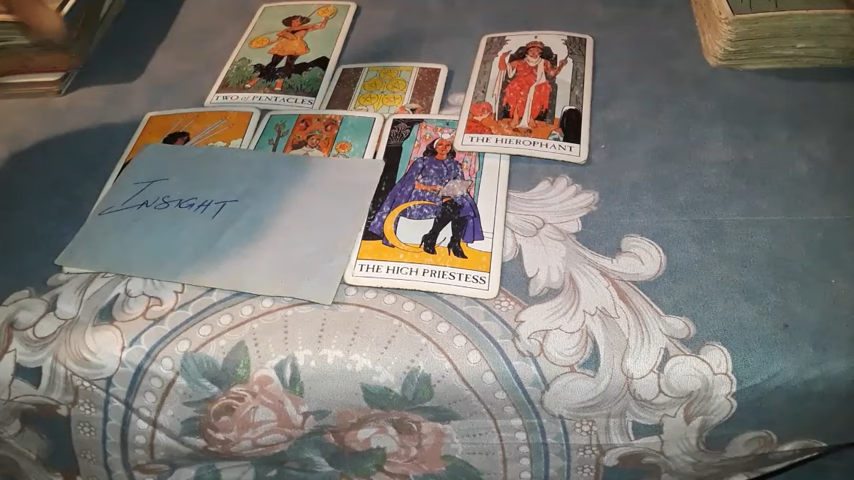 TWO of PENTACLES
THE HIEROPHANT
INSIGHT
THE HIGH PRIESTESS